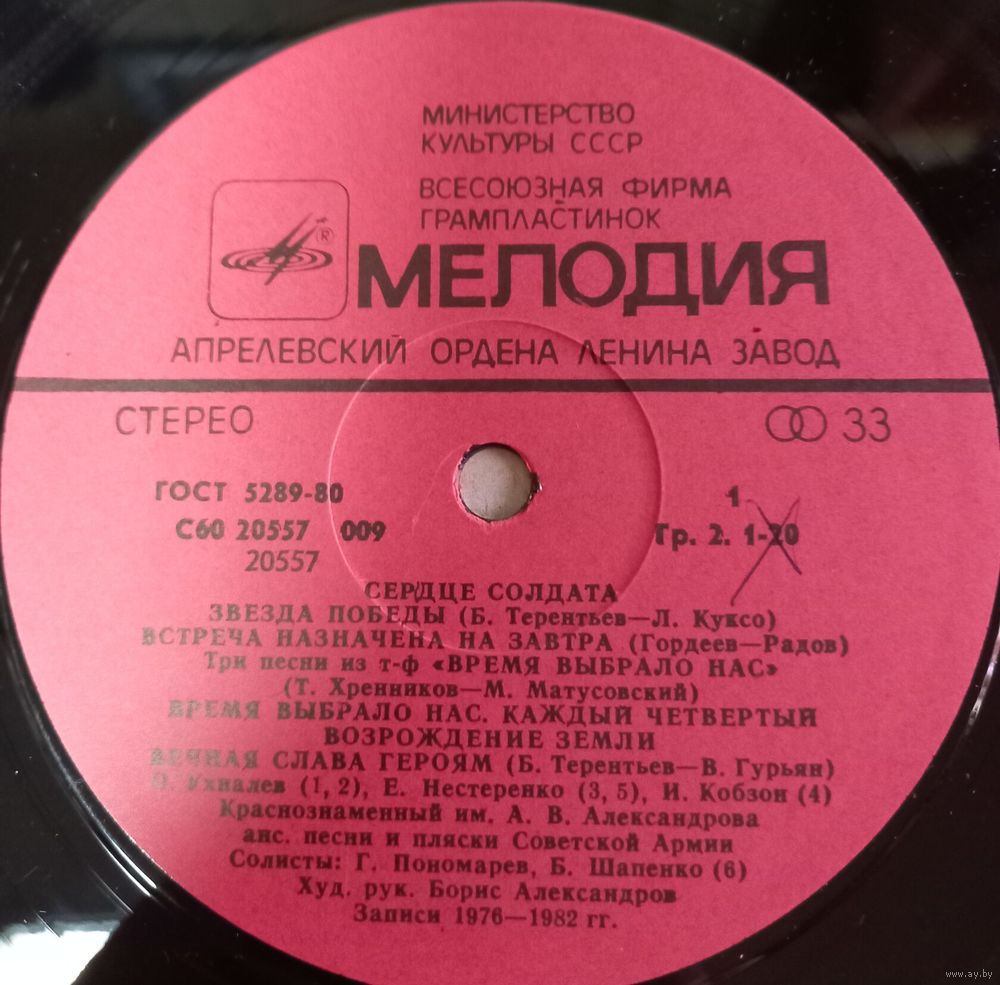 МИНИСТЕРСТВО
КУЛЬТУРЫ СССР
ВСЕСОЮЗНАЯ ФИРМА
ГРАМПЛАСТИНОК
®
МЕЛОДИЯ
АПРЕЛЕВСКИЙ ОРДЕНА ЛЕНИНА ЗАВОД
СТЕРЕО 33
ГОСТ 5289-80 1
С60 20557 009 Гр. 2. 1-20
20557
СЕРДЦЕ СОЛДАТА
ЗВЕЗДА ПОБЕДЫ (Б. Терентьев—Л. Куксо)
ВСТРЕЧА НАЗНАЧЕНА НА ЗАВТРА (Гордеев—Радов)
Три песни из т-ф «ВРЕМЯ ВЫБРАЛО НАС»
(Т. Хренников—М. Матусовский)
ВРЕМЯ ВЫБРАЛО НАС. КАЖДЫЙ ЧЕТВЕРТЫЙ
ВОЗРОЖДЕНИЕ ЗЕМЛИ
ВЕЧНАЯ СЛАВА ГЕРОЯМ (Б. Терентьев—В. Гурьян)
О. Ухналев (1, 2), Е. Нестеренко (3, 5), И. Кобзон (4)
Краснознаменный им. А. В. Александрова
анс. песни и пляски Советской Армии
Солисты: Г. Пономарев, Б. Шапенко (6)
Худ. рук. Борис Александров
Записи 1976—1982 гг.
www.ay.by